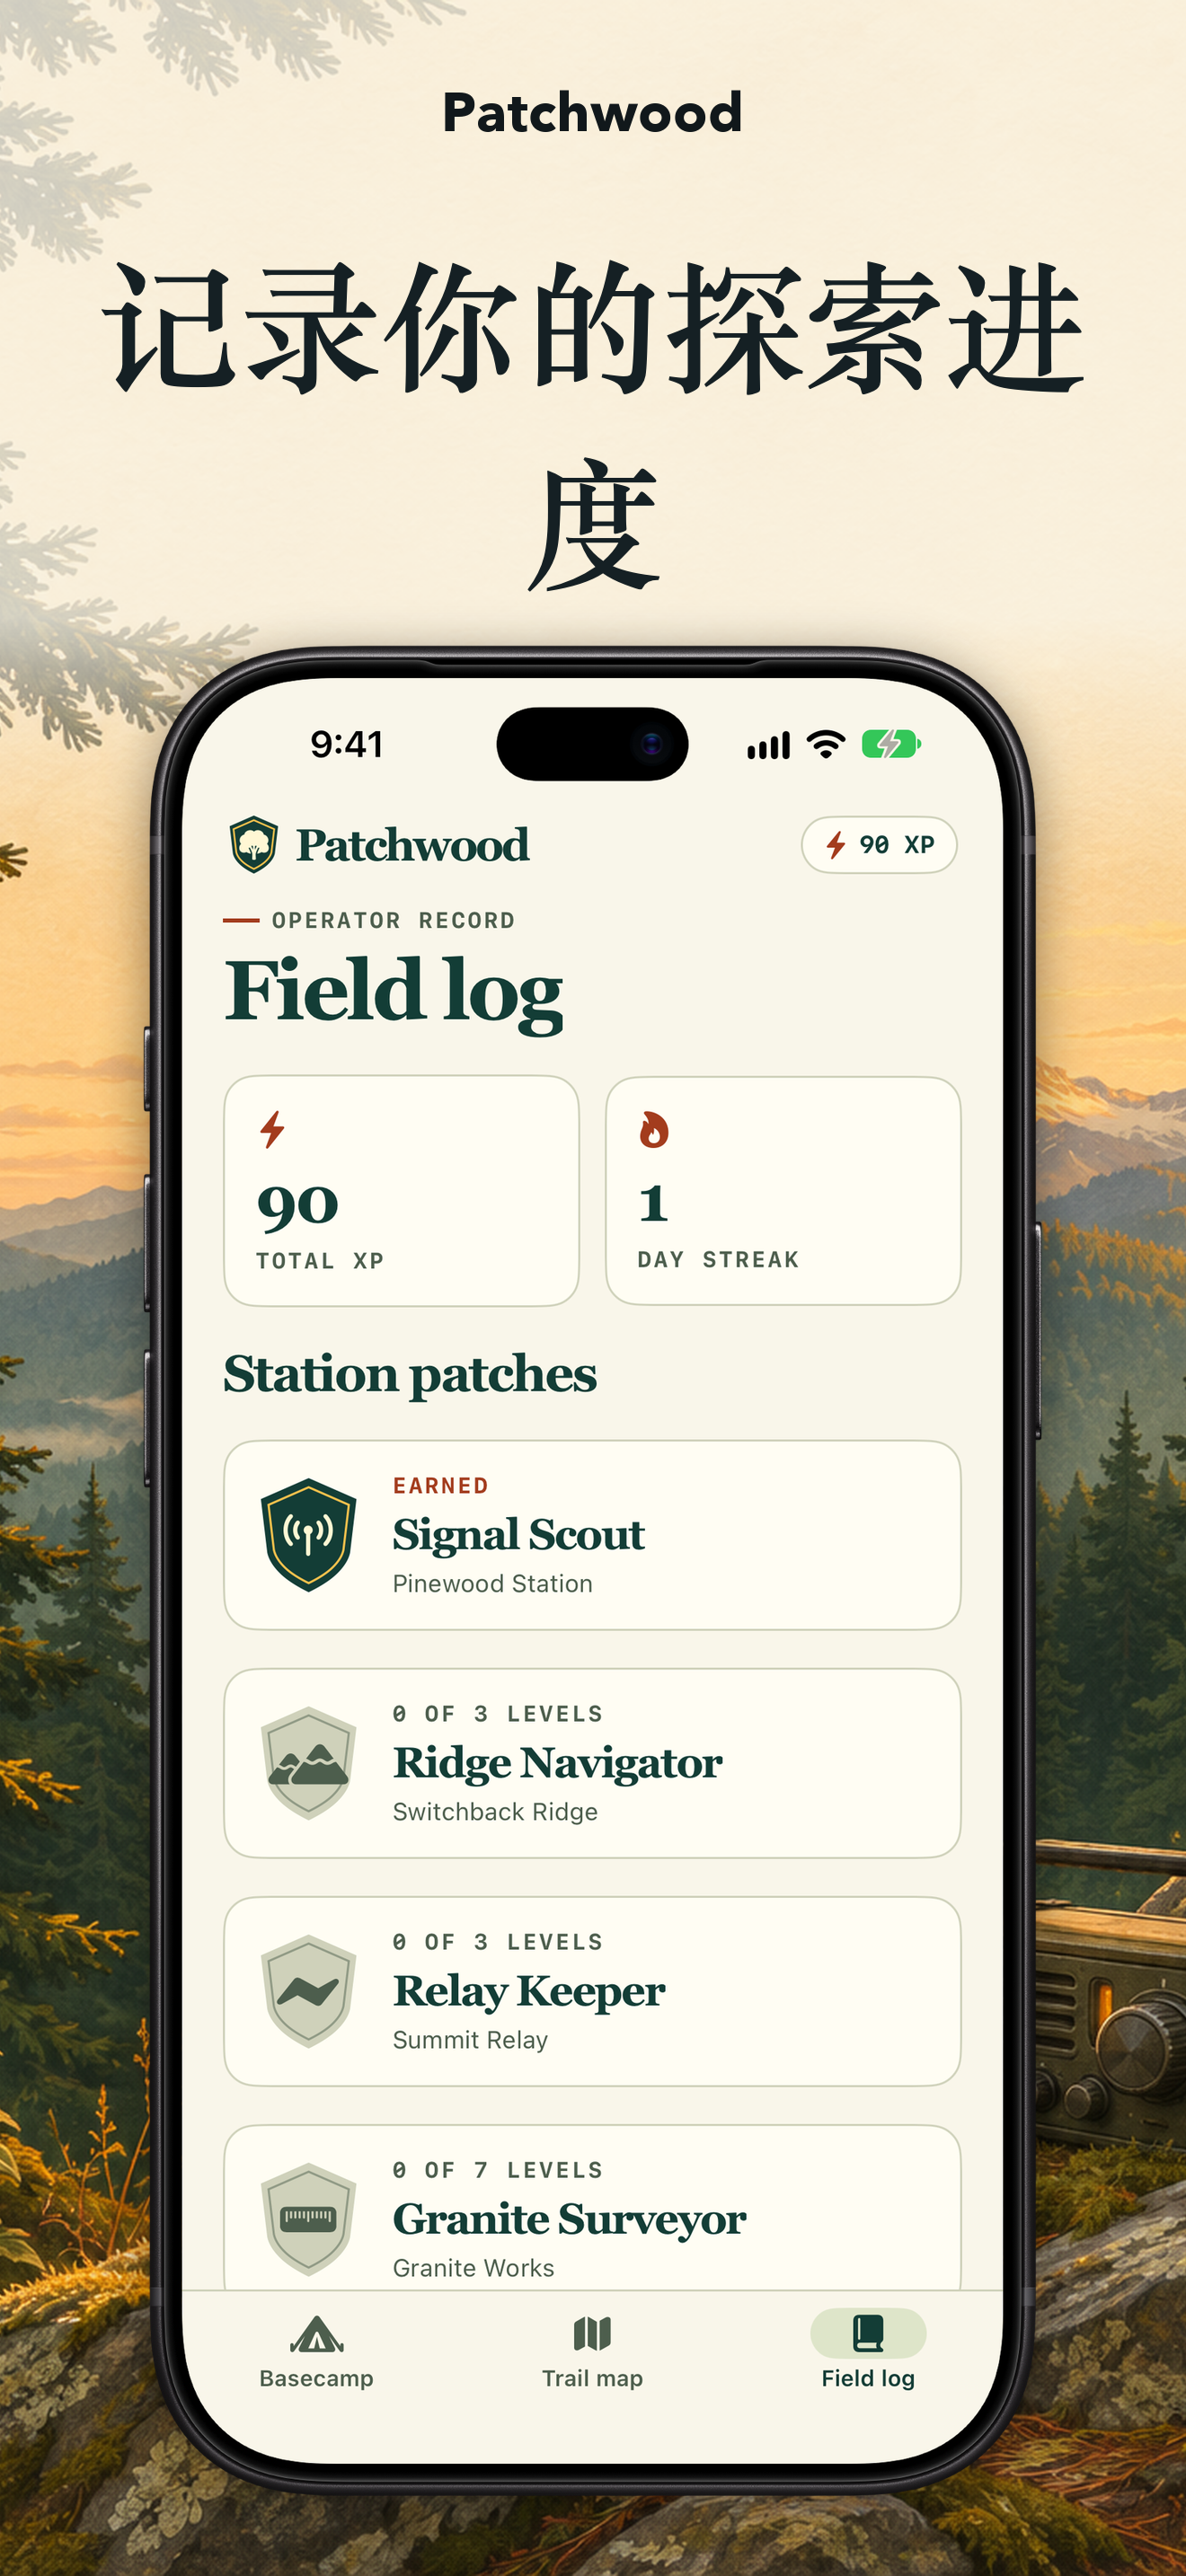 Patchwood
记录你的探索进
度
9:41
Patchwood
90 XP
OPERATOR RECORD
Field log
90
TOTAL XP
1
DAY STREAK
Station patches
EARNED
Signal Scout
Pinewood Station
0 OF 3 LEVELS
Ridge Navigator
Switchback Ridge
0 OF 3 LEVELS
Relay Keeper
Summit Relay
0 OF 7 LEVELS
Granite Surveyor
Granite Works
Basecamp
Trail map
Field log